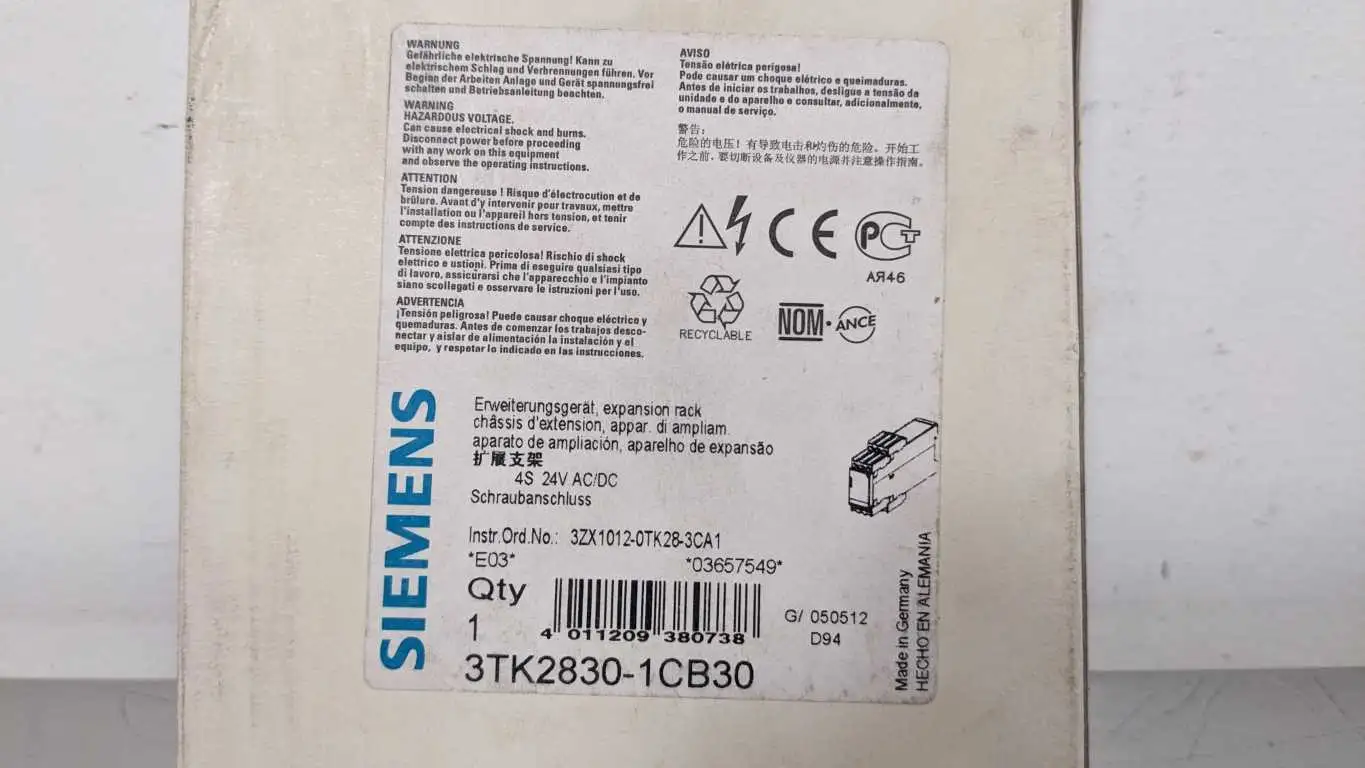 WARNUNG
Gefährliche elektrische Spannung! Kann zu
elektrischem Schlag und Verbrennungen führen. Vor
Beginn der Arbeiten Anlage und Gerät spannungsfrei
schalten und Betriebsanleitung beachten.
WARNING
HAZARDOUS VOLTAGE.
Can cause electrical shock and burns.
Disconnect power before proceeding
with any work on this equipment
and observe the operating instructions.
ATTENTION
Tension dangereuse ! Risque d'électrocution et de
brûlure. Avant d'y intervenir pour travaux, mettre
l'installation ou l'appareil hors tension, et tenir
compte des instructions de service.
ATTENZIONE
Tensione elettrica pericolosa! Rischio di shock
elettrico e ustioni. Prima di eseguire qualsiasi tipo
di lavoro, assicurarsi che l'apparecchio e l'impianto
siano scollegati e osservare le istruzioni per l'uso.
ADVERTENCIA
¡Tensión peligrosa! Puede causar choque eléctrico y
quemaduras. Antes de comenzar los trabajos desco-
nectar y aislar de alimentación la instalación y el
equipo, y respetar lo indicado en las instrucciones.
AVISO
Tensão elétrica perigosa!
Pode causar um choque elétrico e queimaduras.
Antes de iniciar os trabalhos, desligue a tensão da
unidade e do aparelho e consultar, adicionalmente,
o manual de serviço.
警告:
危险的电压! 有导致电击和灼伤的危险。开始工
作之前,要切断设备及仪器的电源并注意操作指南。
CE
PCT
АЯ46
RECYCLABLE
NOM·ANCE
SIEMENS
Erweiterungsgerät, expansion rack
châssis d'extension, appar. di ampliam.
aparato de ampliación, aparelho de expansão
扩展支架
4S 24V AC/DC
Schraubanschluss
Instr.Ord.No.: 3ZX1012-0TK28-3CA1
*E03* *03657549*
Qty
1
4 011209 380738
G/ 050512
D94
3TK2830-1CB30
Made in Germany
HECHO EN ALEMANIA